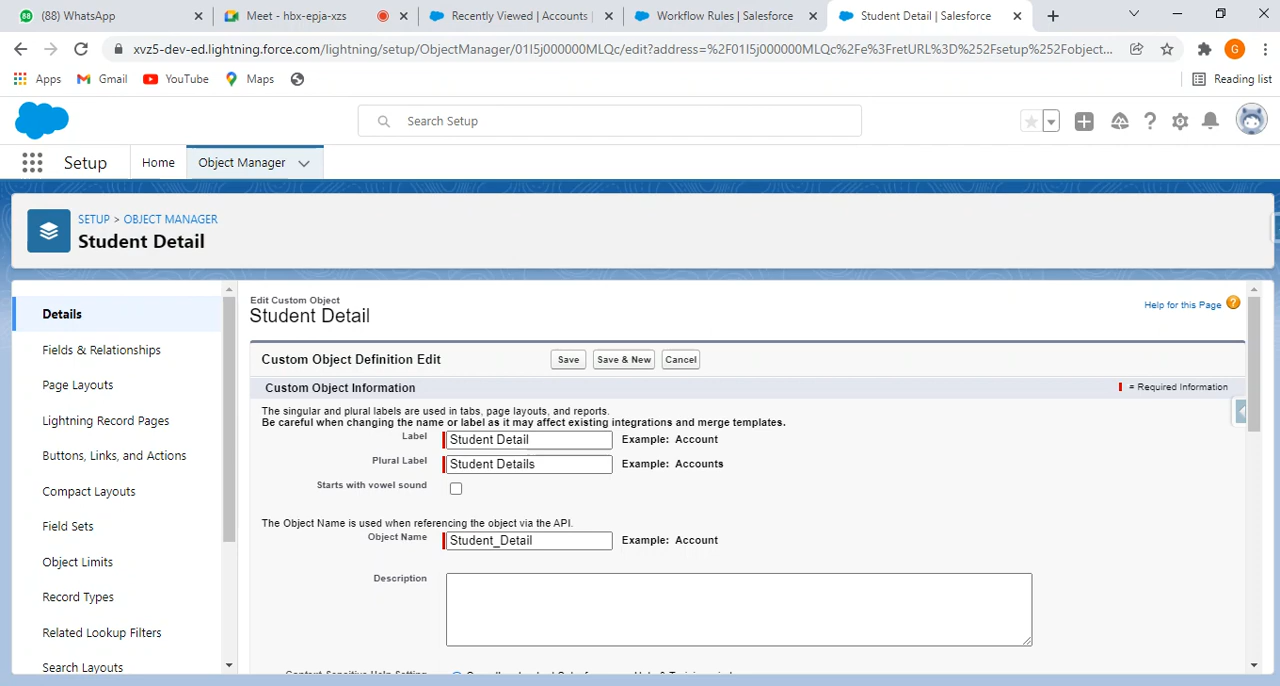 (88) WhatsApp
Meet - hbx-epja-xzs
Recently Viewed | Accounts |
Workflow Rules | Salesforce
Student Detail | Salesforce
xvz5-dev-ed.lightning.force.com/lightning/setup/ObjectManager/01I5j000000MLQc/edit?address=%2F01I5j000000MLQc%2Fe%3FretURL%3D%252Fsetup%252Fobject...
G
Apps
Gmail
YouTube
Maps
Reading list
Search Setup
Setup
Home
Object Manager
SETUP > OBJECT MANAGER
Student Detail
Details
Fields & Relationships
Page Layouts
Lightning Record Pages
Buttons, Links, and Actions
Compact Layouts
Field Sets
Object Limits
Record Types
Related Lookup Filters
Search Layouts
Edit Custom Object
Student Detail
Help for this Page
Custom Object Definition Edit
Save
Save & New
Cancel
Custom Object Information
= Required Information
The singular and plural labels are used in tabs, page layouts, and reports.
Be careful when changing the name or label as it may affect existing integrations and merge templates.
Label
Student Detail
Example: Account
Plural Label
Student Details
Example: Accounts
Starts with vowel sound
The Object Name is used when referencing the object via the API.
Object Name
Student_Detail
Example: Account
Description